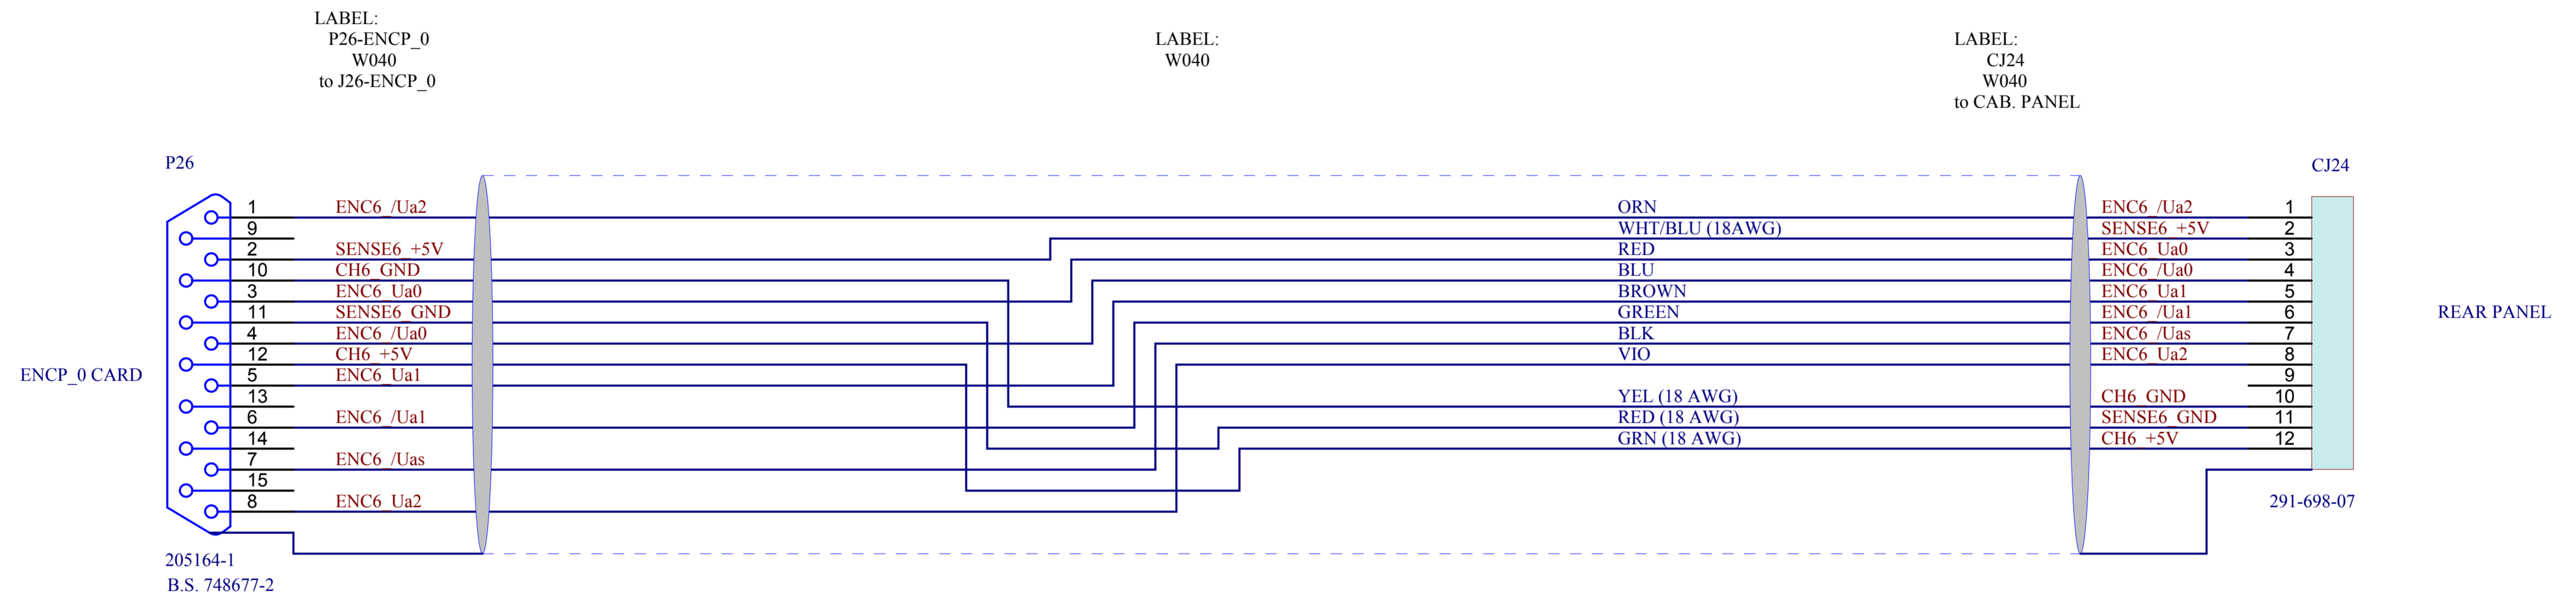 LABEL:
P26-ENCP_0
W040
to J26-ENCP_0
LABEL:
W040
LABEL:
CJ24
W040
to CAB. PANEL
P26
CJ24
1 ENC6_/Ua2 ORN ENC6_/Ua2 1
9 WHT/BLU (18AWG) SENSE6_+5V 2
2 SENSE6_+5V RED ENC6_Ua0 3
10 CH6_GND BLU ENC6_/Ua0 4
3 ENC6_Ua0 BROWN ENC6_Ua1 5
11 SENSE6_GND GREEN ENC6_/Ua1 6
4 ENC6_/Ua0 BLK ENC6_/Uas 7
12 CH6_+5V VIO ENC6_Ua2 8
5 ENC6_Ua1 9
13 YEL (18 AWG) CH6_GND 10
6 ENC6_/Ua1 RED (18 AWG) SENSE6_GND 11
14 GRN (18 AWG) CH6_+5V 12
7 ENC6_/Uas
15
8 ENC6_Ua2
ENCP_0 CARD
REAR PANEL
205164-1
B.S. 748677-2
291-698-07